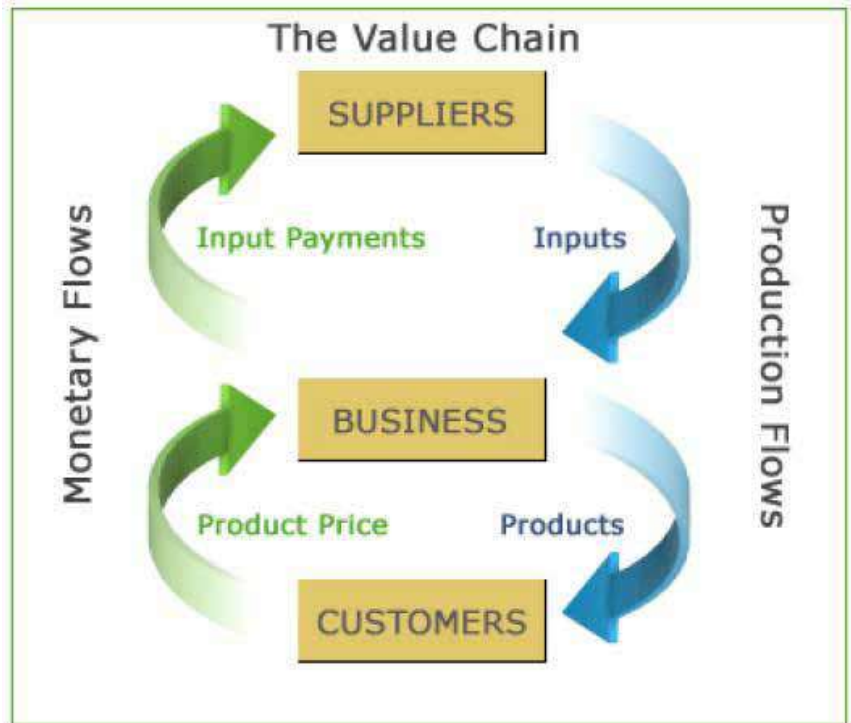 The Value Chain
SUPPLIERS
Input Payments
Inputs
Monetary Flows
Production Flows
BUSINESS
Product Price
Products
CUSTOMERS